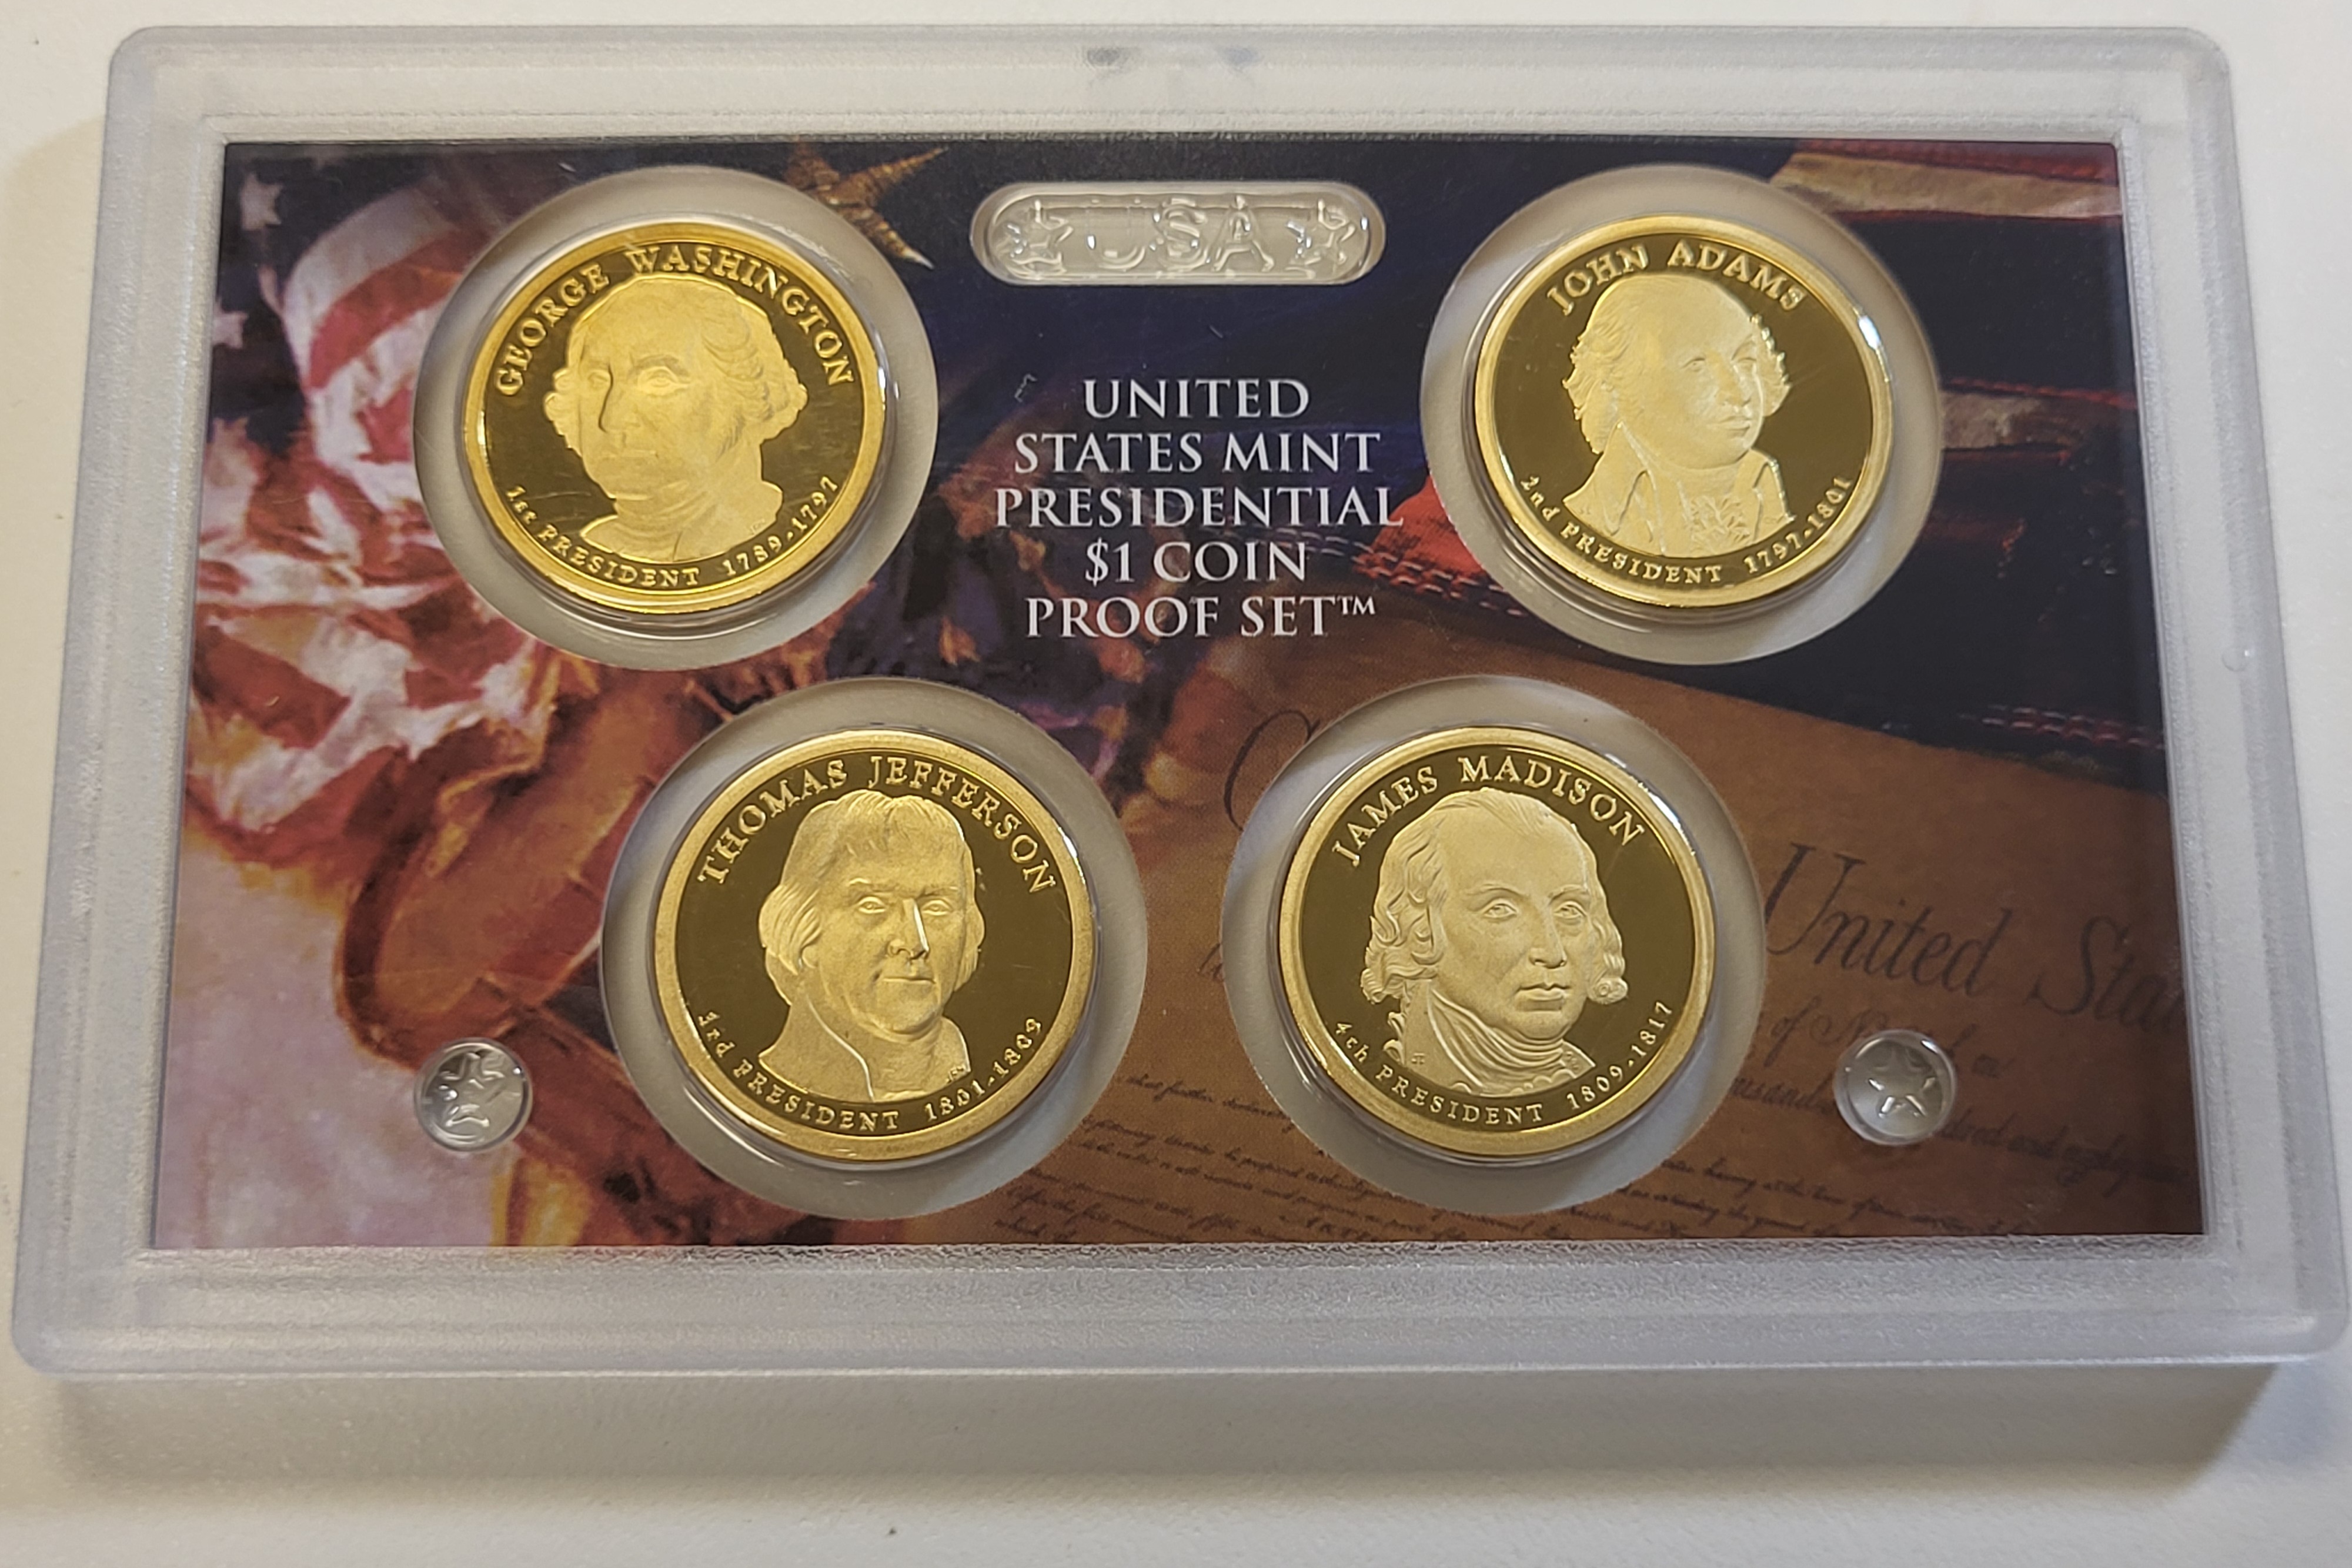 USA
GEORGE WASHINGTON
1st PRESIDENT 1789-1797
UNITED
STATES MINT
PRESIDENTIAL
$1 COIN
PROOF SET™
JOHN ADAMS
2nd PRESIDENT 1797-1801
THOMAS JEFFERSON
3rd PRESIDENT 1801-1809
JAMES MADISON
4th PRESIDENT 1809-1817
United Sta